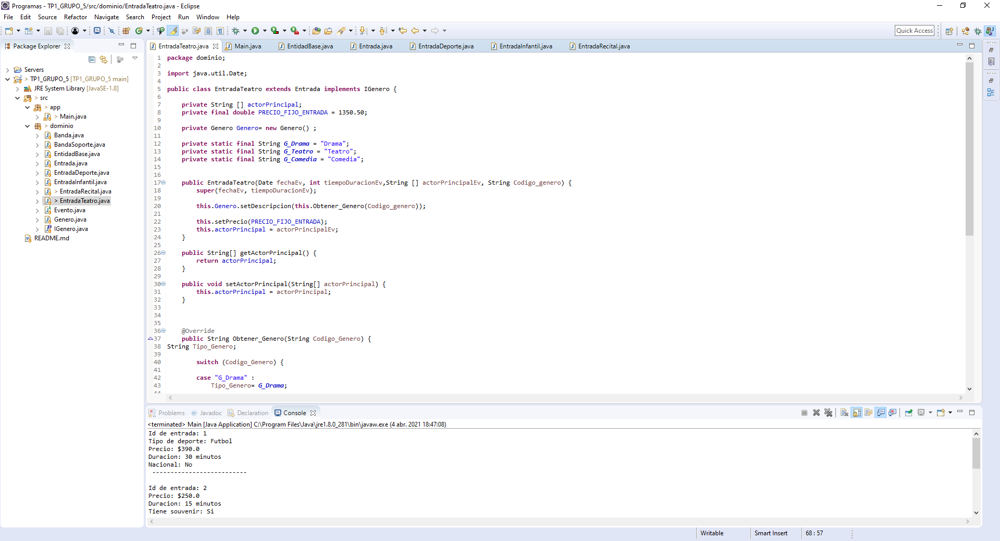 Programas - TP1_GRUPO_5/src/dominio/EntradaTeatro.java - Eclipse
File Edit Source Refactor Navigate Search Project Run Window Help
Quick Access
Package Explorer
Servers
> TP1_GRUPO_5 [TP1_GRUPO_5 main]
JRE System Library [JavaSE-1.8]
> src
> app
> Main.java
> dominio
Banda.java
BandaSoporte.java
EntidadBase.java
Entrada.java
EntradaDeporte.java
EntradaInfantil.java
> EntradaRecital.java
> EntradaTeatro.java
Evento.java
Genero.java
IGenero.java
README.md
EntradaTeatro.java Main.java EntidadBase.java Entrada.java EntradaDeporte.java EntradaInfantil.java EntradaRecital.java
1 package dominio;
2
3 import java.util.Date;
4
5 public class EntradaTeatro extends Entrada implements IGenero {
6
7 private String [] actorPrincipal;
8 private final double PRECIO_FIJO_ENTRADA = 1350.50;
9
10 private Genero Genero= new Genero() ;
11
12 private static final String G_Drama = "Drama";
13 private static final String G_Teatro = "Teatro";
14 private static final String G_Comedia = "Comedia";
15
16
17 public EntradaTeatro(Date fechaEv, int tiempoDuracionEv,String [] actorPrincipalEv, String Codigo_genero) {
18 super(fechaEv, tiempoDuracionEv);
19
20 this.Genero.setDescripcion(this.Obtener_Genero(Codigo_genero));
21
22 this.setPrecio(PRECIO_FIJO_ENTRADA);
23 this.actorPrincipal = actorPrincipalEv;
24 }
25
26 public String[] getActorPrincipal() {
27 return actorPrincipal;
28 }
29
30 public void setActorPrincipal(String[] actorPrincipal) {
31 this.actorPrincipal = actorPrincipal;
32 }
33
34
35
36 @Override
37 public String Obtener_Genero(String Codigo_Genero) {
38 String Tipo_Genero;
39
40 switch (Codigo_Genero) {
41
42 case "G_Drama" :
43 Tipo_Genero= G_Drama;
44
Problems @ Javadoc Declaration Console
<terminated> Main [Java Application] C:\Program Files\Java\jre1.8.0_281\bin\javaw.exe (4 abr. 2021 18:47:08)
Id de entrada: 1
Tipo de deporte: Futbol
Precio: $390.0
Duracion: 30 minutos
Nacional: No
--------------------------
Id de entrada: 2
Precio: $250.0
Duracion: 15 minutos
Tiene souvenir: Si
Writable Smart Insert 68 : 57